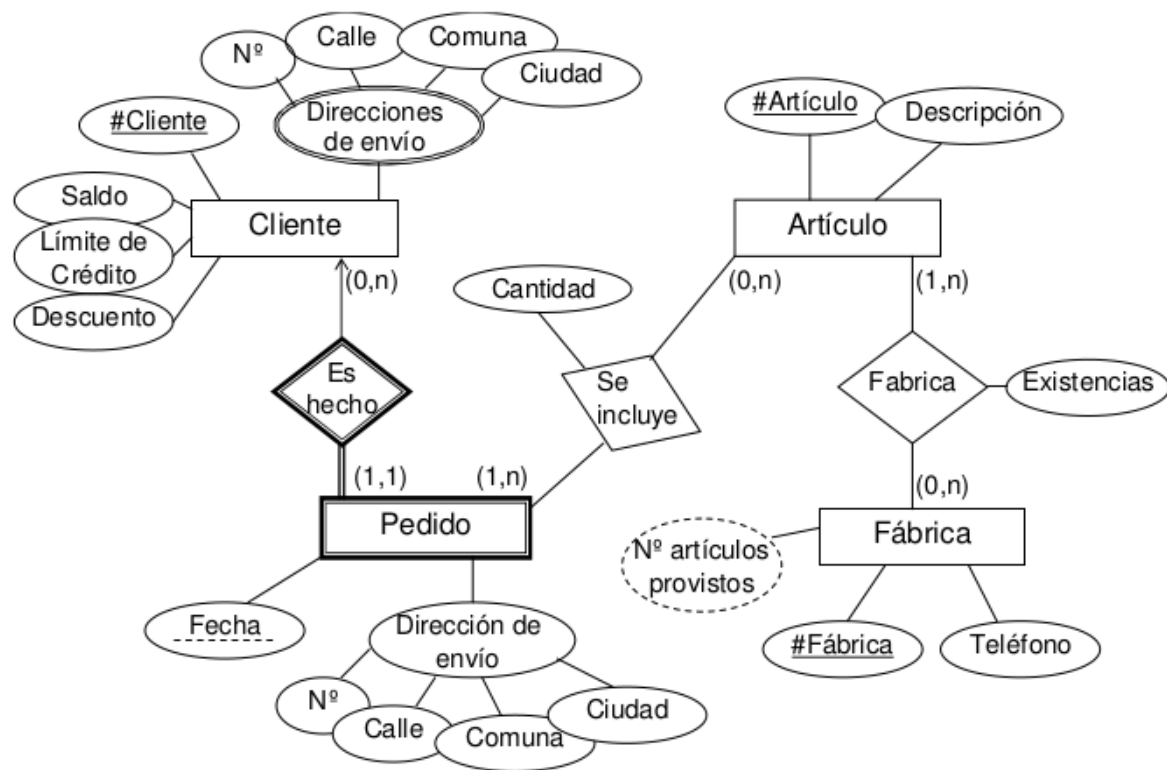 Nº
Calle
Comuna
Ciudad
Direcciones
de envío
#Cliente
Saldo
Límite de
Crédito
Descuento
Cliente
(0,n)
Es
hecho
(1,1)
Pedido
(1,n)
Fecha
Dirección de
envío
Nº
Calle
Comuna
Ciudad
Cantidad
Se
incluye
#Artículo
Descripción
Artículo
(0,n)
(1,n)
Fabrica
Existencias
(0,n)
Fábrica
Nº artículos
provistos
#Fábrica
Teléfono